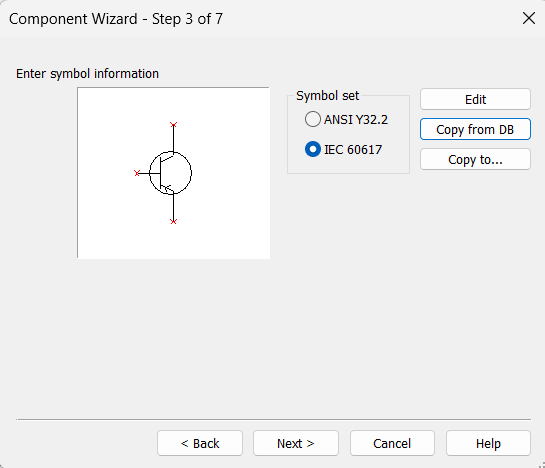 Component Wizard - Step 3 of 7
Enter symbol information
Symbol set
ANSI Y32.2
IEC 60617
Edit
Copy from DB
Copy to...
< Back
Next >
Cancel
Help